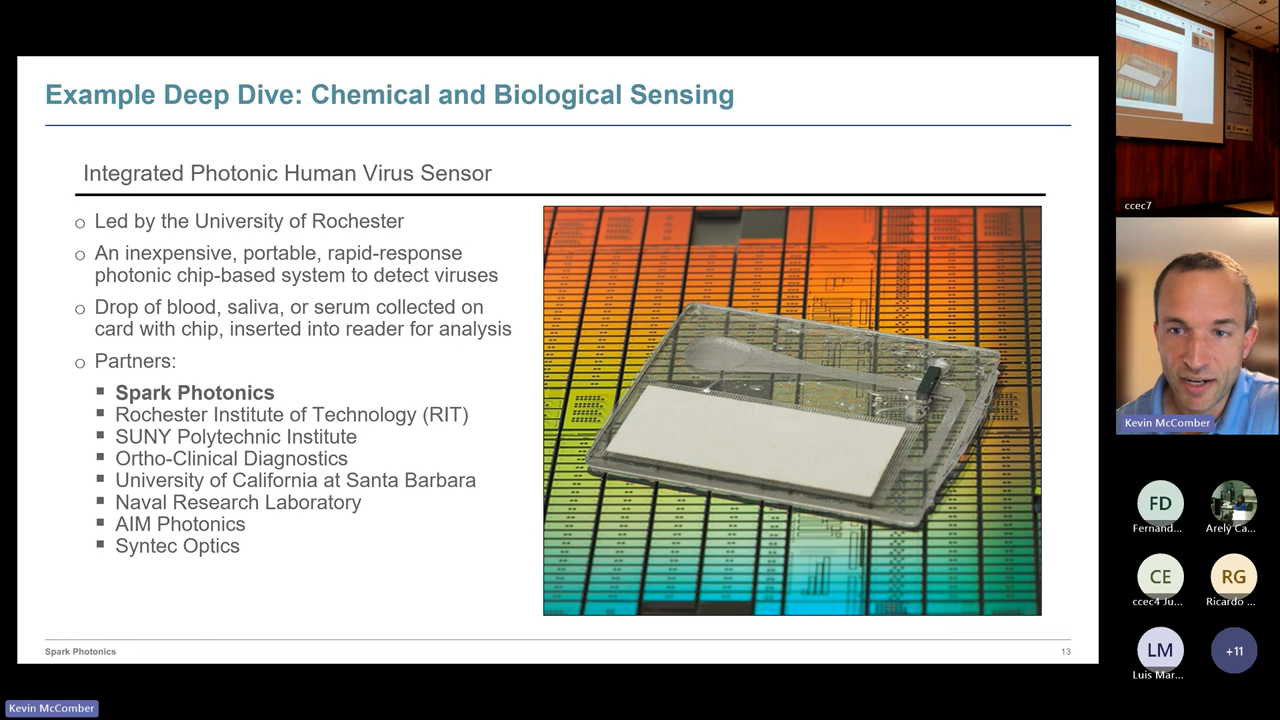 Example Deep Dive: Chemical and Biological Sensing
Integrated Photonic Human Virus Sensor
o Led by the University of Rochester
o An inexpensive, portable, rapid-response
photonic chip-based system to detect viruses
o Drop of blood, saliva, or serum collected on
card with chip, inserted into reader for analysis
o Partners:
▪ Spark Photonics
▪ Rochester Institute of Technology (RIT)
▪ SUNY Polytechnic Institute
▪ Ortho-Clinical Diagnostics
▪ University of California at Santa Barbara
▪ Naval Research Laboratory
▪ AIM Photonics
▪ Syntec Optics
Spark Photonics
13
Kevin McComber
ccec7
Kevin McComber
FD
Fernand...
Arely Ca...
CE
ccec4 Ju...
RG
Ricardo ...
LM
Luis Mar...
+11